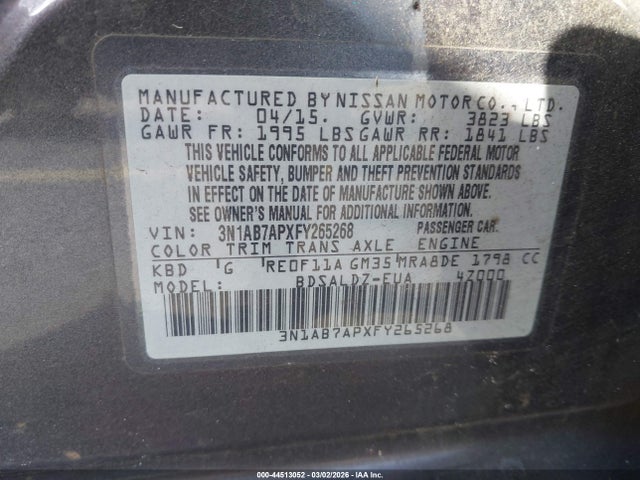 MANUFACTURED BY NISSAN MOTOR CO., LTD.
DATE: 04/15. GVWR: 3823 LBS
GAWR FR: 1995 LBS GAWR RR: 1841 LBS
THIS VEHICLE CONFORMS TO ALL APPLICABLE FEDERAL MOTOR
VEHICLE SAFETY, BUMPER AND THEFT PREVENTION STANDARDS
IN EFFECT ON THE DATE OF MANUFACTURE SHOWN ABOVE.
SEE OWNER'S MANUAL FOR ADDITIONAL INFORMATION.
VIN: 3N1AB7APXFY265268 PASSENGER CAR.
COLOR TRIM TRANS AXLE ENGINE
KBD G RE0F11A GM35 MRA8DE 1798 CC
MODEL: BDSALDZ-EUA 47000
3N1AB7APXFY265268
000-44513052 - 03/02/2026 - IAA Inc.